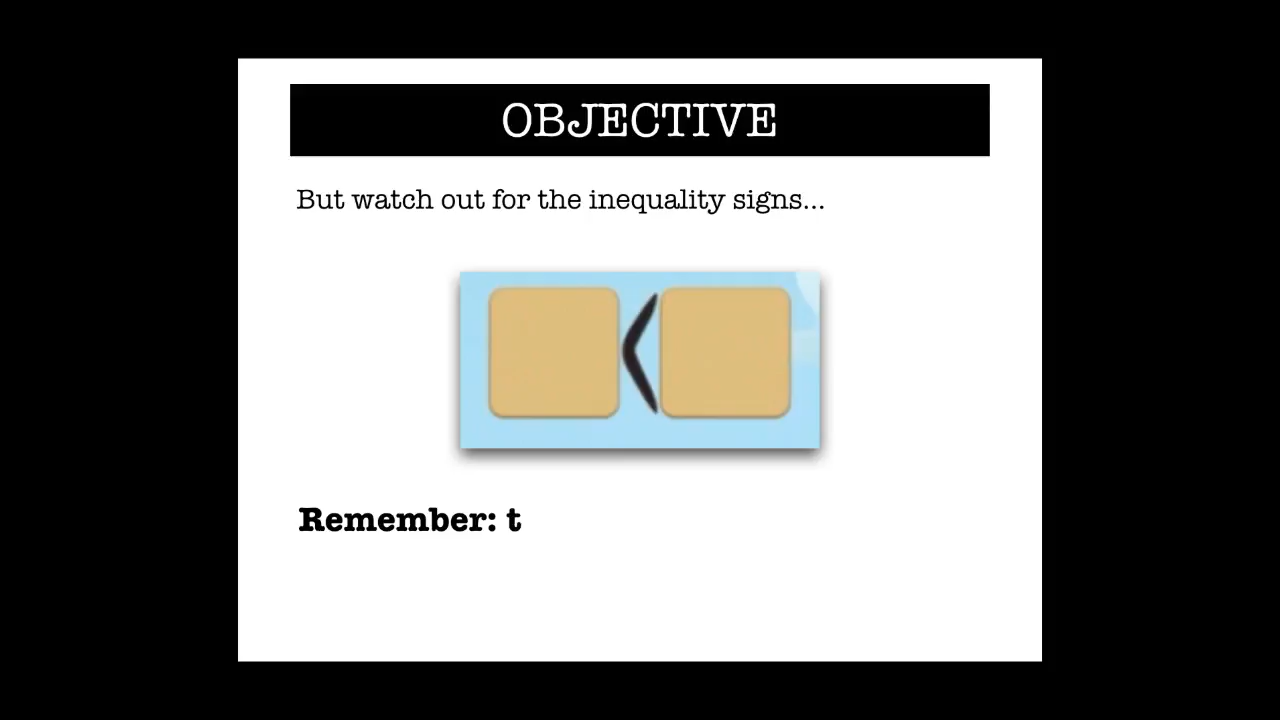 OBJECTIVE
But watch out for the inequality signs...
<
Remember: t